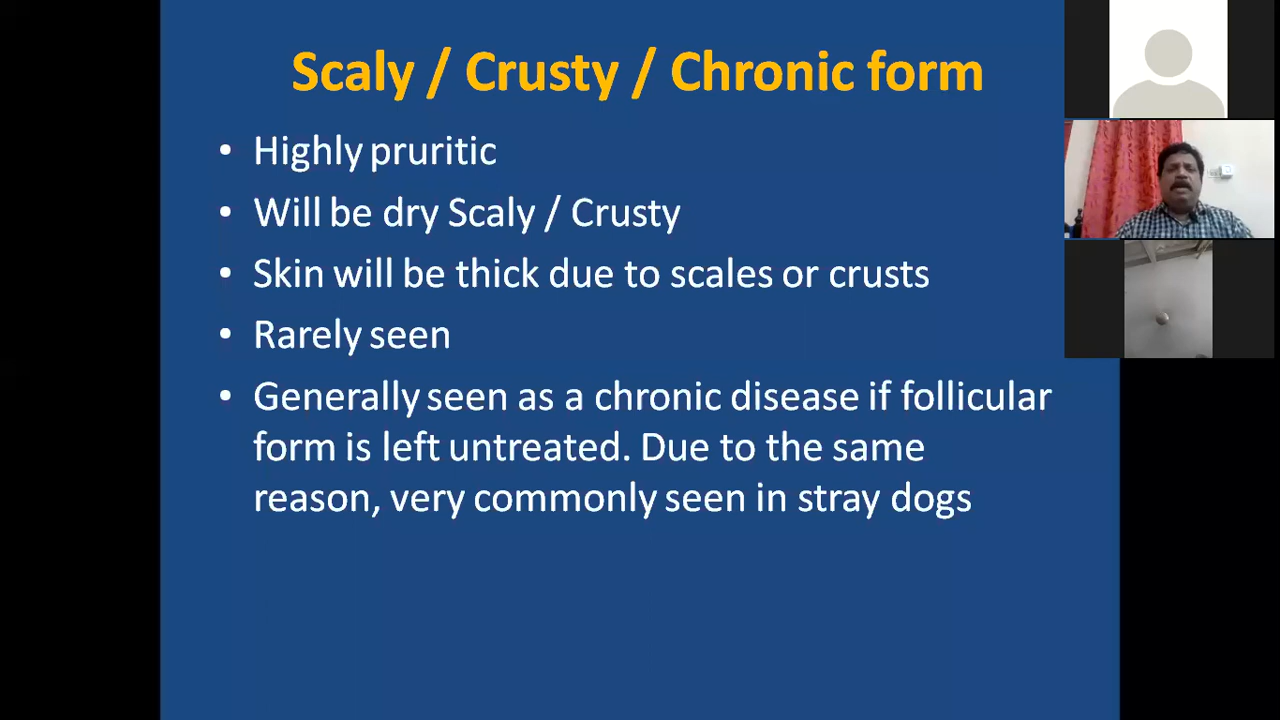 Scaly / Crusty / Chronic form
• Highly pruritic
• Will be dry Scaly / Crusty
• Skin will be thick due to scales or crusts
• Rarely seen
• Generally seen as a chronic disease if follicular
form is left untreated. Due to the same
reason, very commonly seen in stray dogs